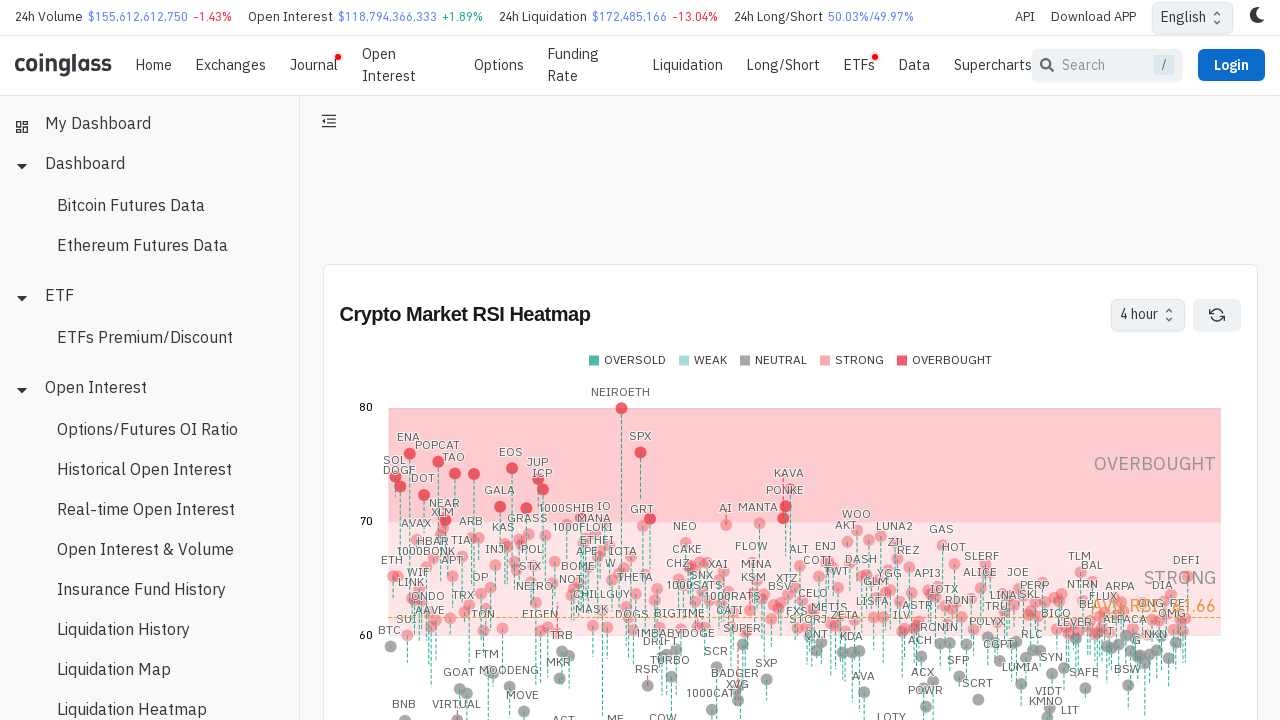 24h Volume $155,612,612,750 -1.43% Open Interest $118,794,366,333 +1.89% 24h Liquidation $172,485,166 -13.04% 24h Long/Short 50.03%/49.97% API Download APP English
coinglass Home Exchanges Journal Open Interest Options Funding Rate Liquidation Long/Short ETFs Data Supercharts Search / Login
My Dashboard
Dashboard
Bitcoin Futures Data
Ethereum Futures Data
ETF
ETFs Premium/Discount
Open Interest
Options/Futures OI Ratio
Historical Open Interest
Real-time Open Interest
Open Interest & Volume
Insurance Fund History
Liquidation History
Liquidation Map
Liquidation Heatmap
Crypto Market RSI Heatmap
4 hour
OVERSOLD WEAK NEUTRAL STRONG OVERBOUGHT
NEIROETH
80
ENA
SPX
POPCAT
EOS
TAO
SOL
JUP
OVERBOUGHT
DOGE
ICP
KAVA
DOT
GALA
PONKE
NEAR
1000SHIB IO
GRT
AI MANTA
XLM
WOO
70
AVAX
ARB
GRASS
MANA
KAS
1000FLOKI
NEO
AKT
LUNA2
GAS
HBAR
TIA
ETHFI
ZIL
1000BONK
INJ
POL
APE
IOTA
CAKE
FLOW
ALT
ENJ
REZ
HOT
SLERF
TLM
ETH
APT
STX
BOME
W
CHZ
XAI
MINA
COTI
DASH
BAL
DEFI
WIF
OP
NOT
THETA
SNX
KSM
XTZ
TWT
GLM
API3
ALICE
JOE
STRONG
LINK
NEIRO
1000SATS
BSV
IOTX
PERP
NTRN
ARPA
DIA
ONDO
TRX
CHILLGUY
1000RATS
CELO
LISTA
ASTR
RDNT
LINA
SKL
FLUX
AAVE
TON
EIGEN
MASK
DOGS
BIGTIME
CATI
METIS
ZETA
ILV
TRU
BICO
SUI
STORJ
POLYX
LEVER
ALPACA
OMG
BTC
60
TRB
1MBABYDOGE
SUPER
CNT
KDA
RONIN
RLC
NKN
FTM
DRIFT
SCR
ACH
CGPT
GOAT
MOODENG
MKR
RSR
TURBO
BADGER
SXP
AVA
ACX
SFP
LUMIA
SYN
SAFE
BSW
BNB
VIRTUAL
MOVE
1000CAT
XVG
POWR
SCRT
VIDT
KMNO
ACT
ME
COW
LOTY
LIT